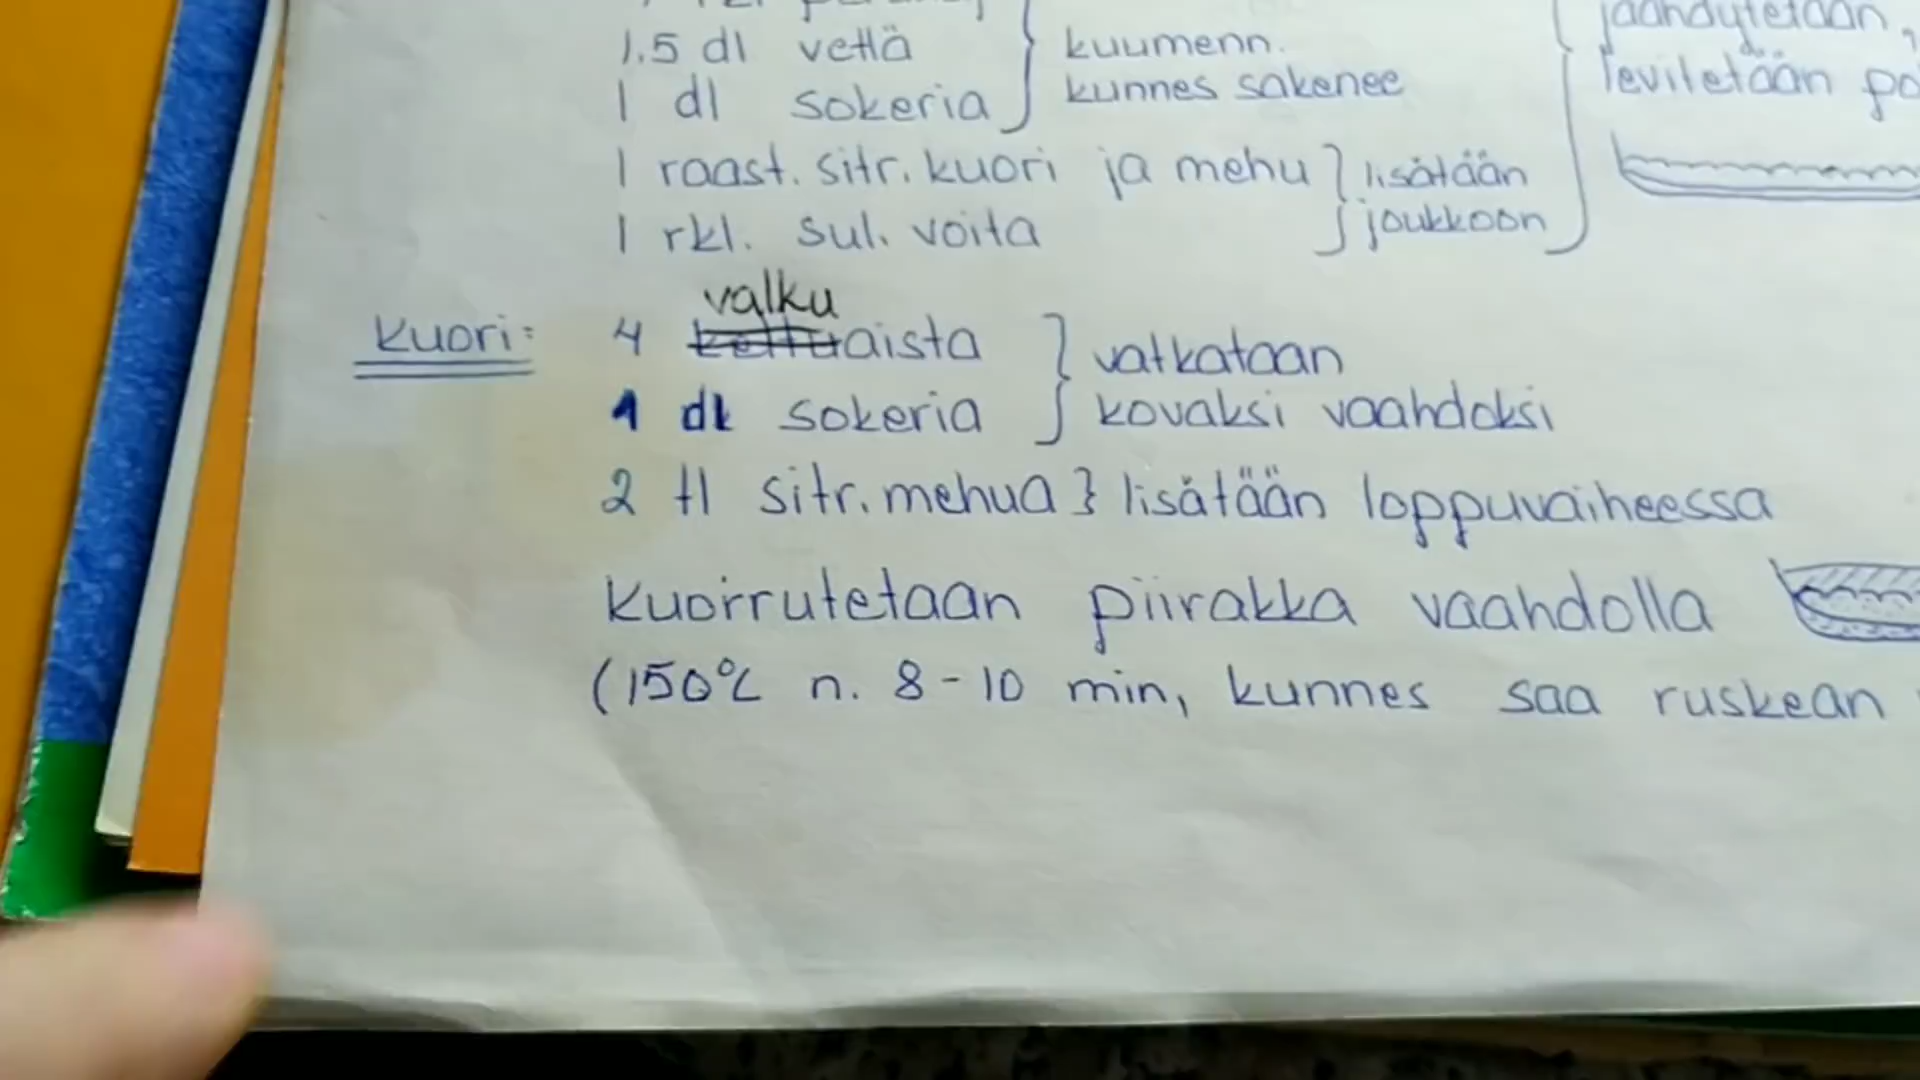 1.5 dl vettä } kuumenn.
1 dl sokeria } kunnes sakenee
jäähdytetään,
levitetään
1 raast. sitr. kuori ja mehu } lisätään
1 rkl. sul. voita } joukkoon
Kuori: 4 valku keltuaista } vatkataan
1 dl sokeria } kovaksi vaahdoksi
2 tl sitr. mehua } lisätään loppuvaiheessa
Kuorrutetaan piirakka vaahdolla
(150°C n. 8-10 min, kunnes saa ruskean